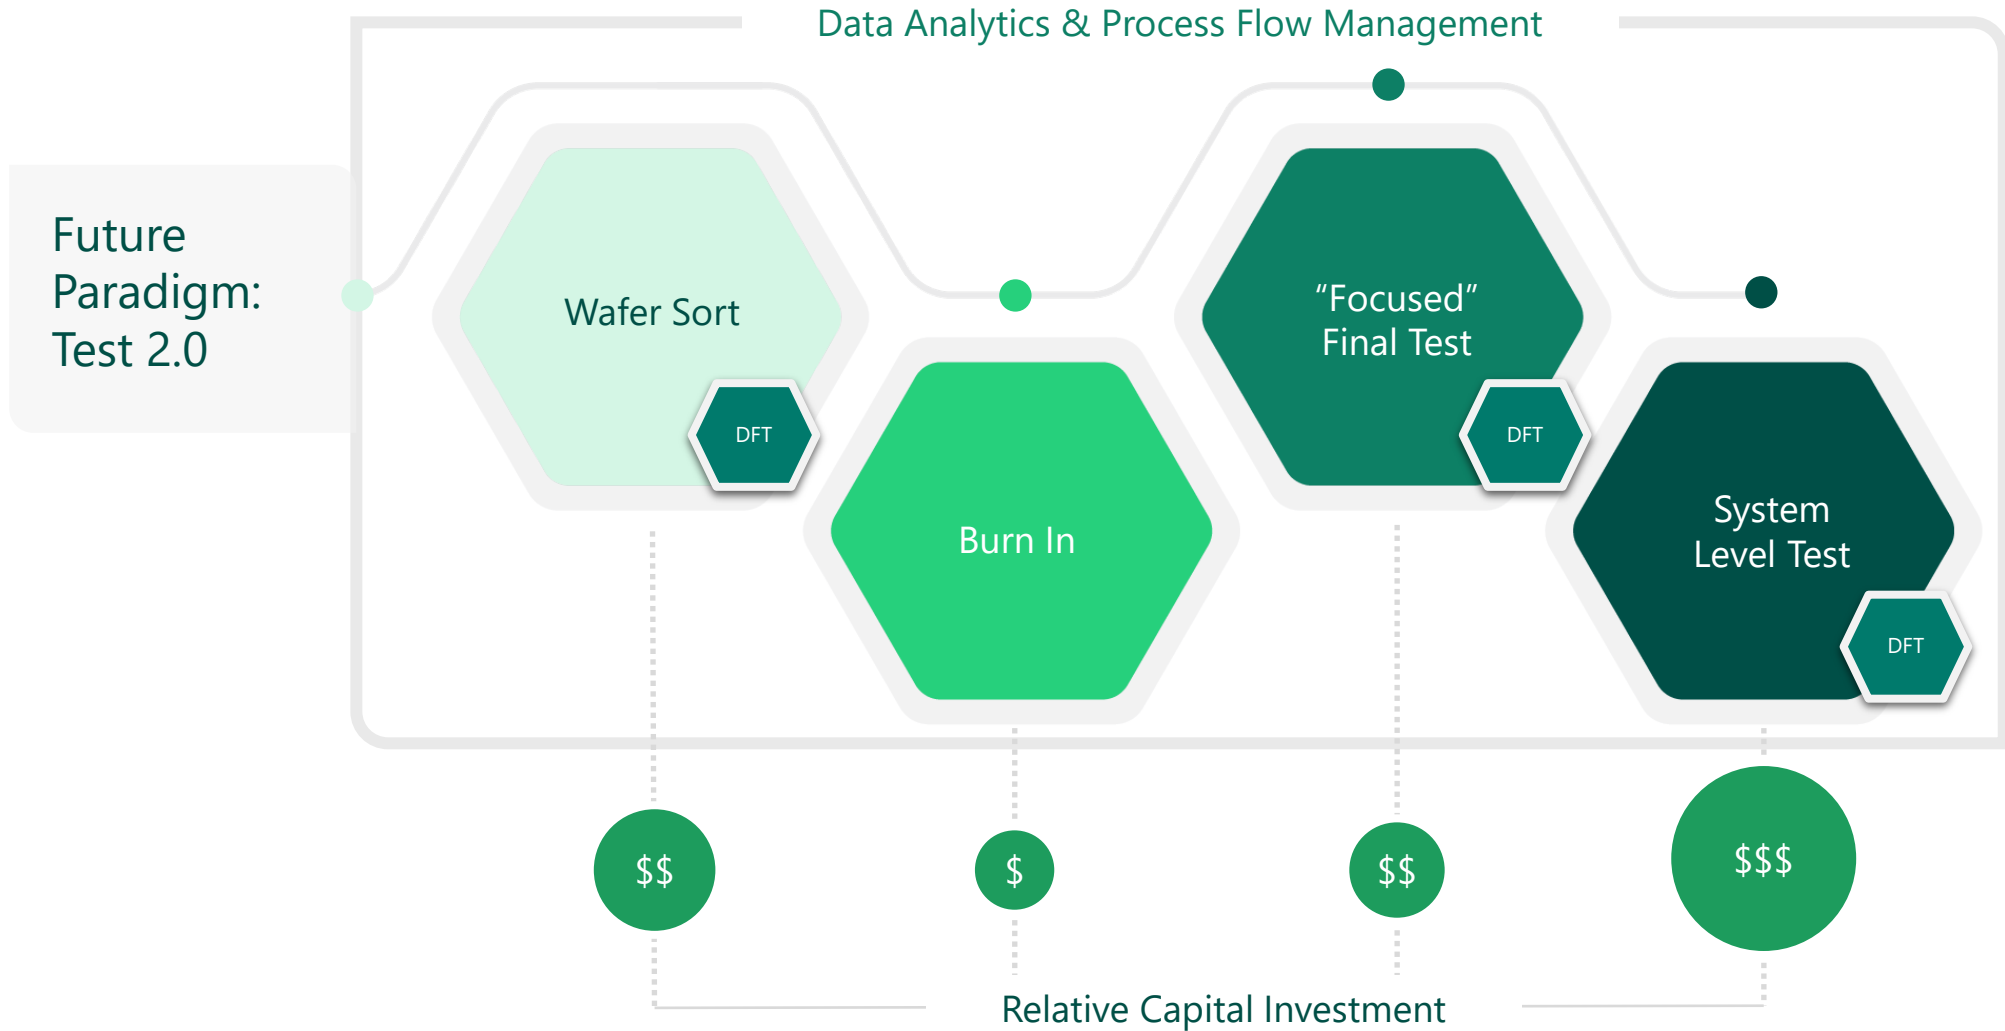 Data Analytics & Process Flow Management
Future
Paradigm:
Test 2.0
Wafer Sort
DFT
Burn In
“Focused”
Final Test
DFT
System
Level Test
DFT
$$
$
$$
$$$
Relative Capital Investment